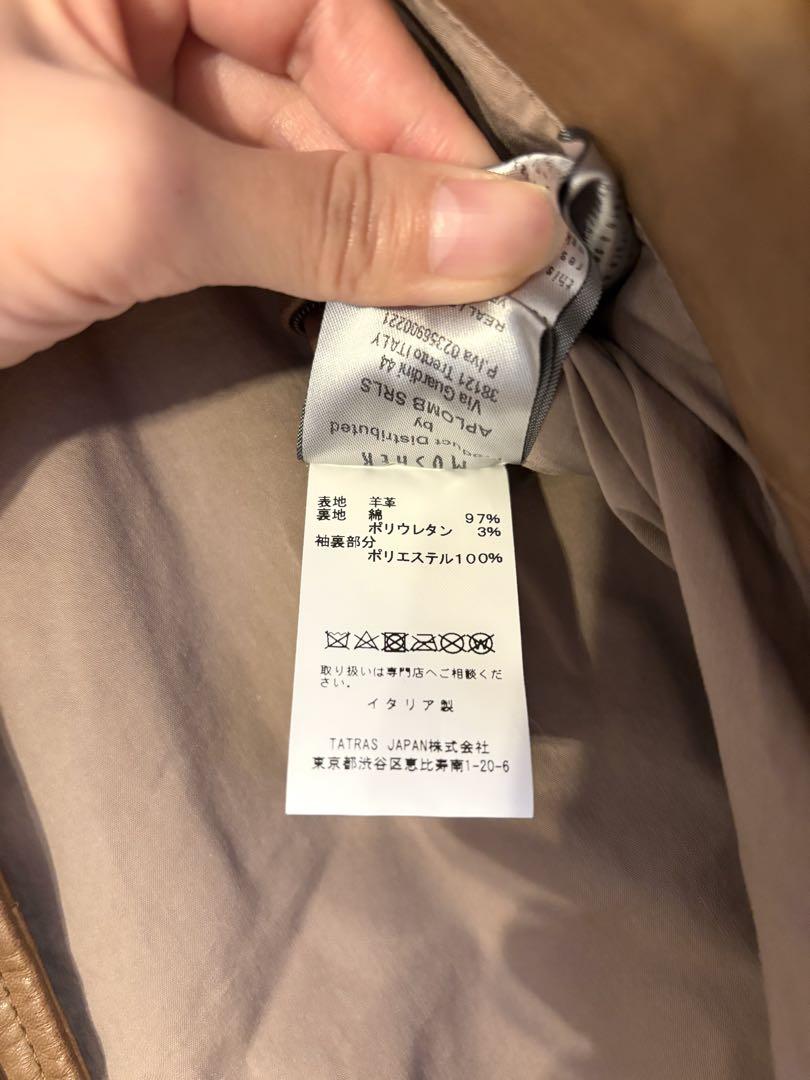 REAL
P.Iva 02356900221
38121 Trento/ITALY
Via Guardini 44
APLOMB SRLS
by
Product Distributed
表地 羊革
裏地 綿 97%
ポリウレタン 3%
袖裏部分
ポリエステル100%
取り扱いは専門店へご相談くだ
さい。
イタリア製
TATRAS JAPAN株式会社
東京都渋谷区恵比寿南1-20-6